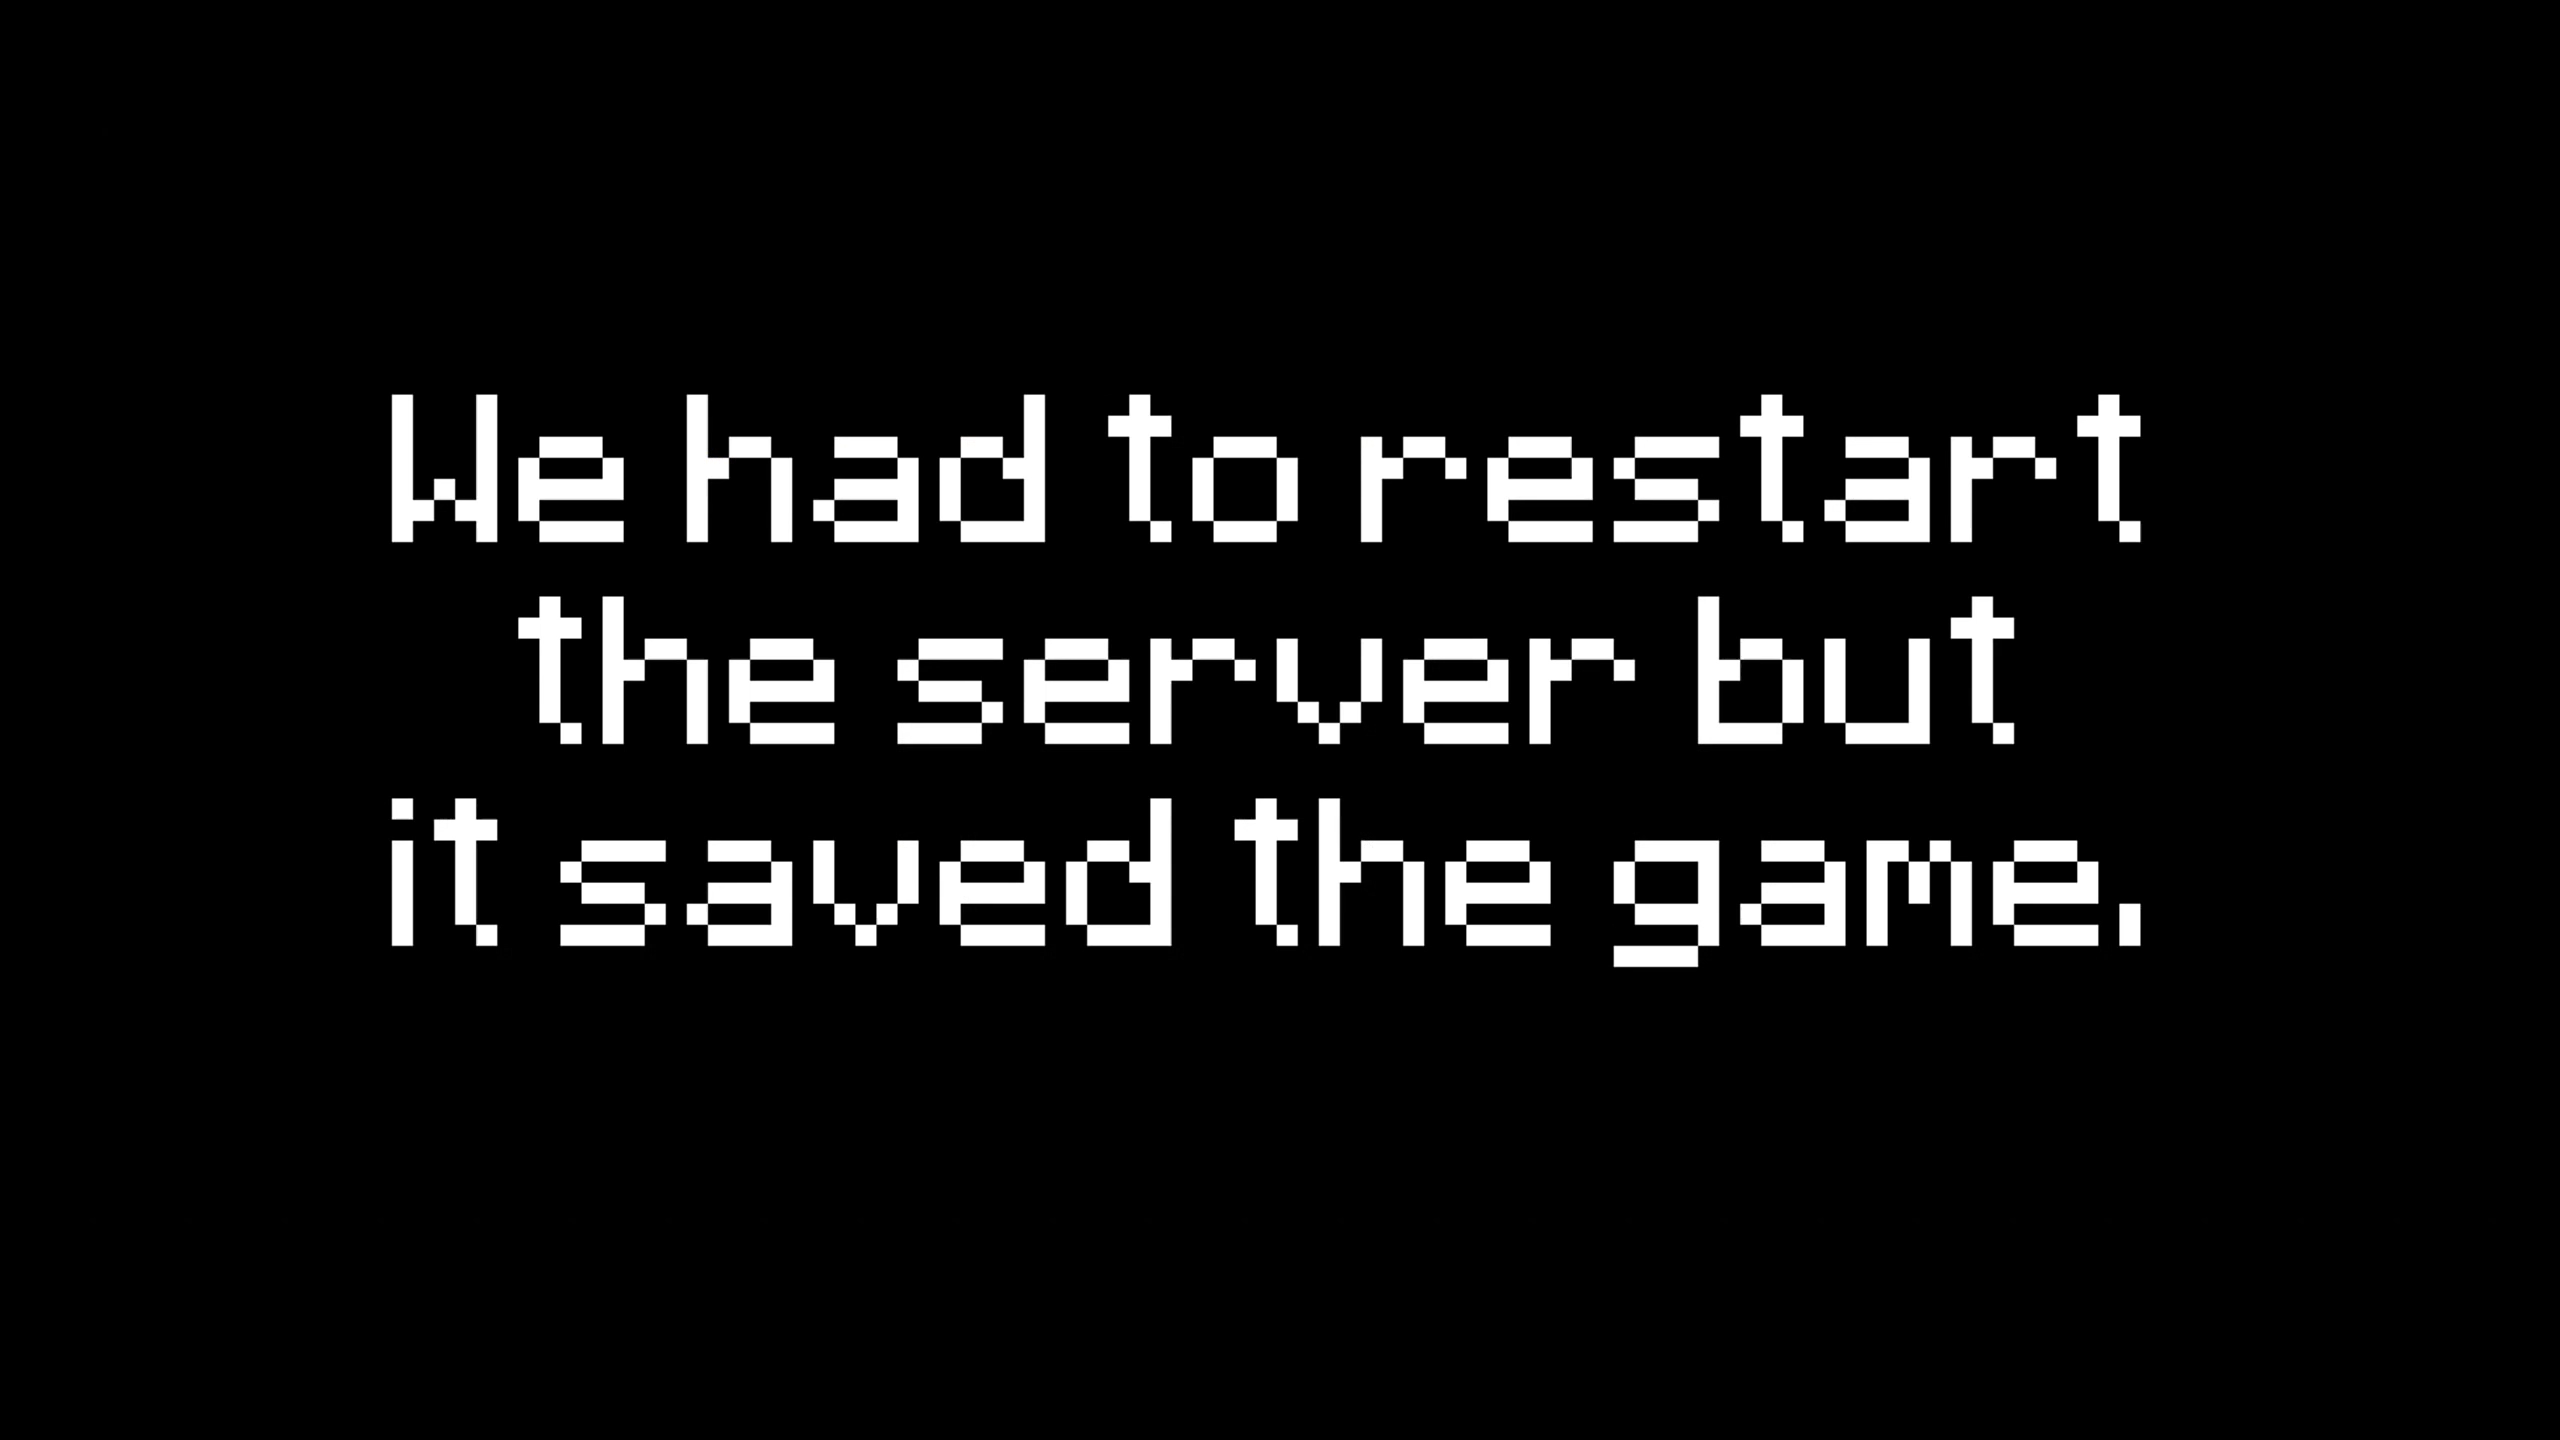 We had to restart
the server but
it saved the game.